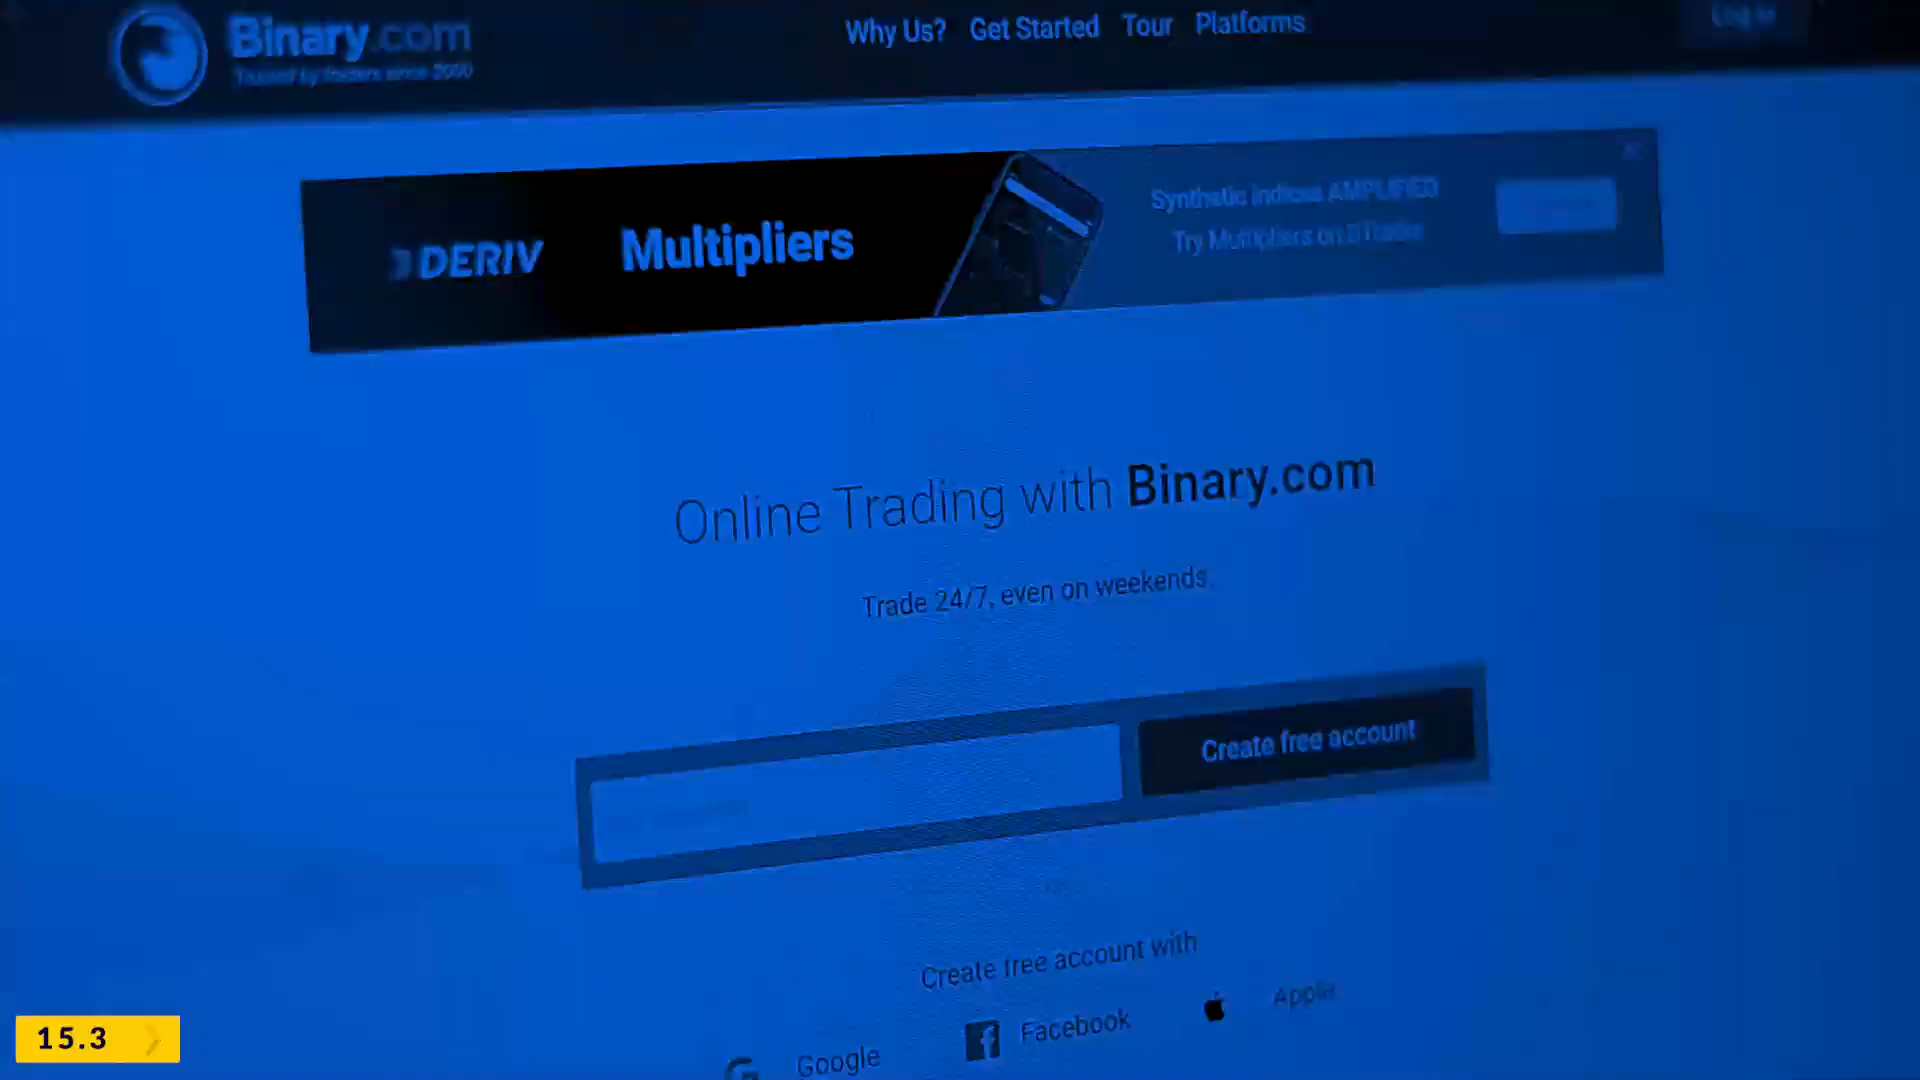 Binary.com
Trusted by traders since 2000
Why Us? Get Started Tour Platforms
Log in
DERIV
Multipliers
Synthetic indices AMPLIFIED
Try Multipliers on DTrader
Online Trading with Binary.com
Trade 24/7, even on weekends.
Create free account
Create free account with
Google
Facebook
Apple
15.3